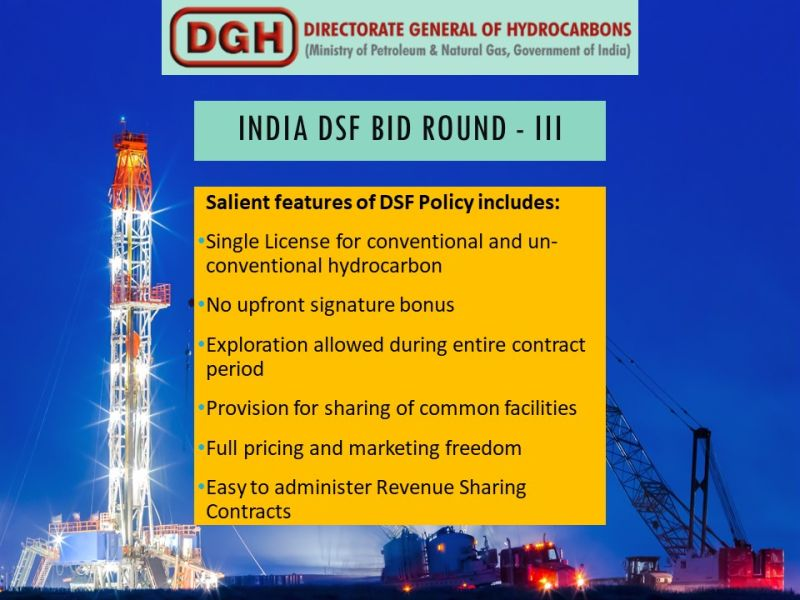 DGH DIRECTORATE GENERAL OF HYDROCARBONS
(Ministry of Petroleum & Natural Gas, Government of India)
INDIA DSF BID ROUND - III
Salient features of DSF Policy includes:
•Single License for conventional and un-
conventional hydrocarbon
•No upfront signature bonus
•Exploration allowed during entire contract
period
•Provision for sharing of common facilities
•Full pricing and marketing freedom
•Easy to administer Revenue Sharing
Contracts